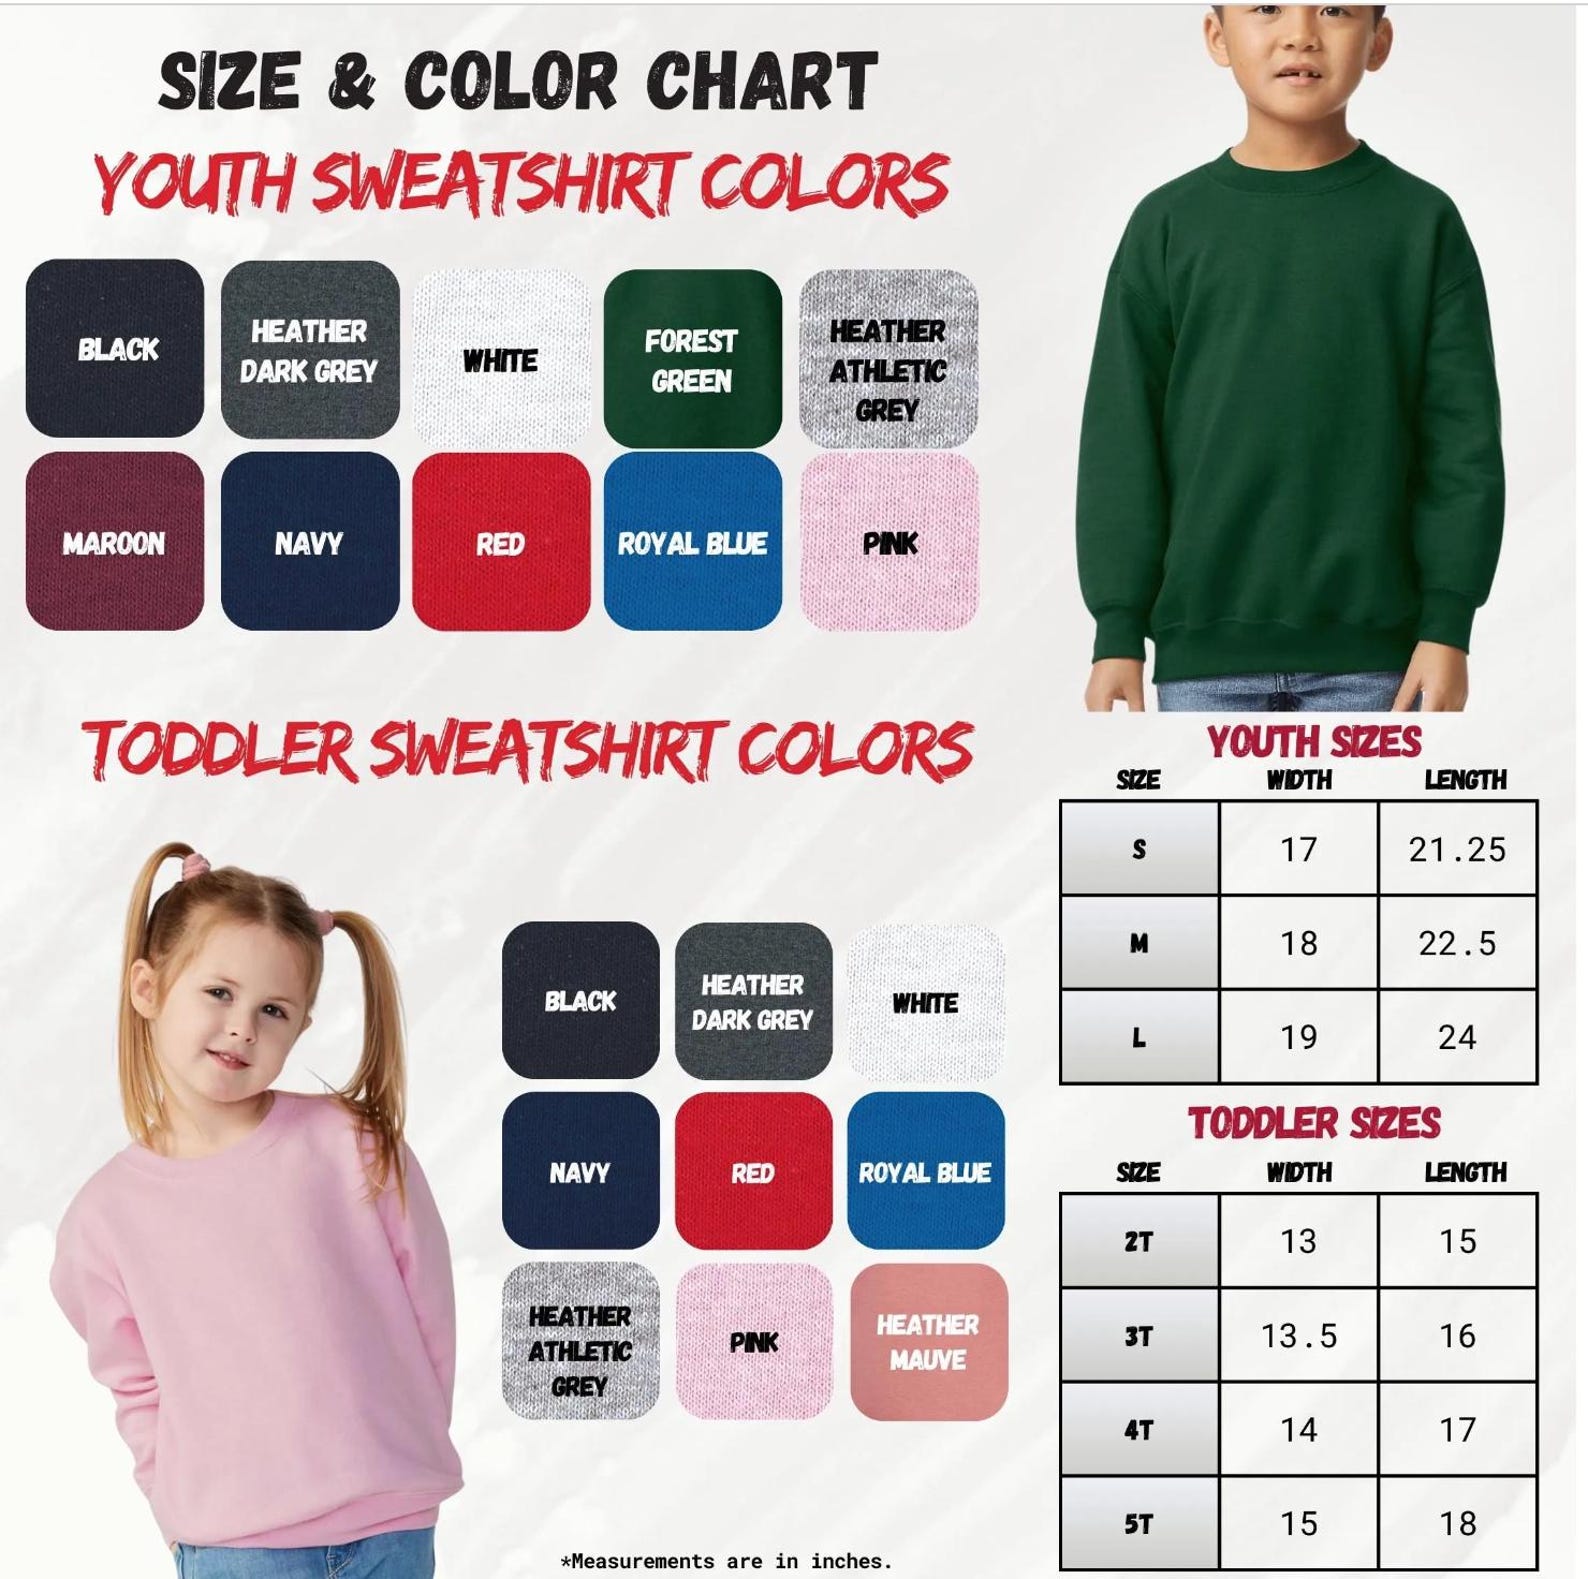 SIZE & COLOR CHART
YOUTH SWEATSHIRT COLORS
BLACK
HEATHER
DARK GREY
WHITE
FOREST
GREEN
HEATHER
ATHLETIC
GREY
MAROON
NAVY
RED
ROYAL BLUE
PINK
TODDLER SWEATSHIRT COLORS
BLACK
HEATHER
DARK GREY
WHITE
NAVY
RED
ROYAL BLUE
HEATHER
ATHLETIC
GREY
PINK
HEATHER
MAUVE
*Measurements are in inches.
YOUTH SIZES
SIZE WIDTH LENGTH
S 17 21.25
M 18 22.5
L 19 24
TODDLER SIZES
SIZE WIDTH LENGTH
2T 13 15
3T 13.5 16
4T 14 17
5T 15 18